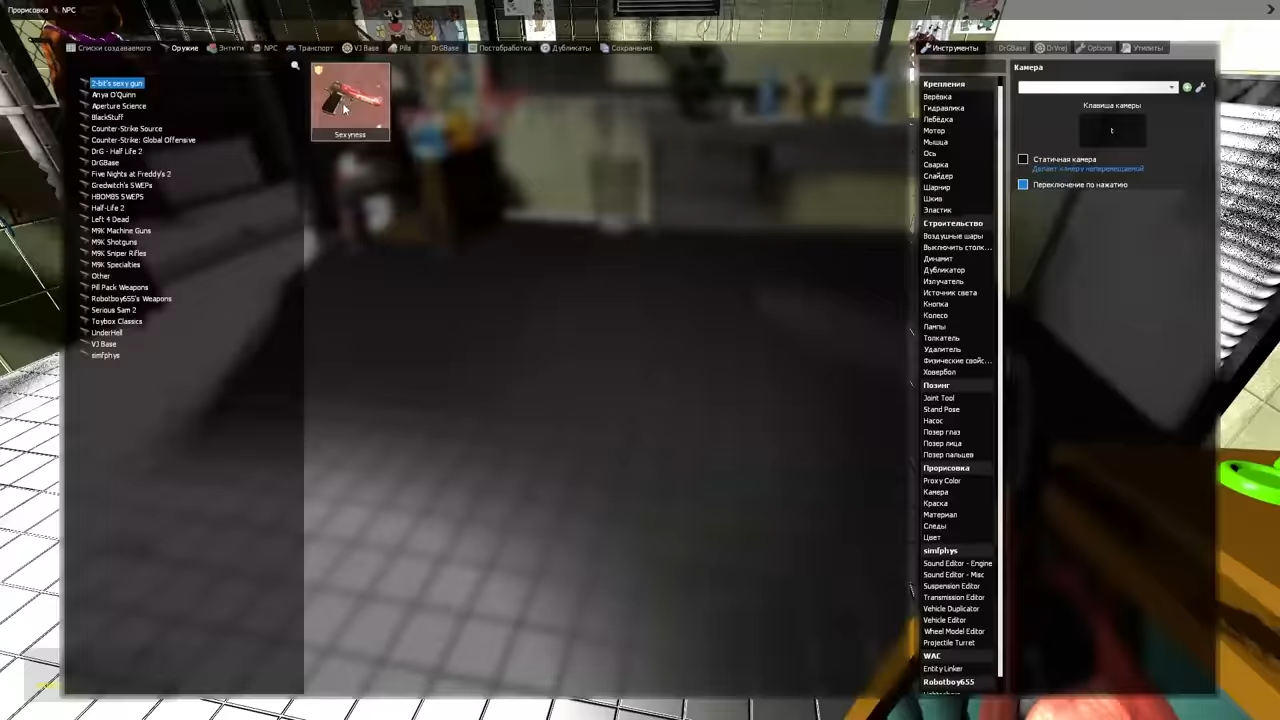 Прорисовка
NPC
Списки создаваемого
Оружие
Энтити
NPC
Транспорт
VJ Base
Pills
DrGBase
Постобработка
Дубликаты
Сохранения
Инструменты
DrGBase
DrVrej
Options
Утилиты
2-bit's sexy gun
Anya O'Quinn
Aperture Science
BlackStuff
Counter-Strike Source
Counter-Strike: Global Offensive
DrG - Half Life 2
DrGBase
Five Nights at Freddy's 2
Gredwitch's SWEPs
HBOMBS SWEPS
Half-Life 2
Left 4 Dead
M9K Machine Guns
M9K Shotguns
M9K Sniper Rifles
M9K Specialties
Other
Pill Pack Weapons
Robotboy655's Weapons
Serious Sam 2
Toybox Classics
UnderHell
VJ Base
simfphys
Sexyness
Крепления
Верёвка
Гидравлика
Лебёдка
Мотор
Мышца
Ось
Сварка
Слайдер
Шарнир
Шкив
Эластик
Строительство
Воздушные шары
Выключить столк...
Динамит
Дубликатор
Излучатель
Источник света
Кнопка
Колесо
Лампы
Толкатель
Удалитель
Физические свойс...
Ховербол
Позинг
Joint Tool
Stand Pose
Насос
Позер глаз
Позер лица
Позер пальцев
Прорисовка
Proxy Color
Камера
Краска
Материал
Следы
Цвет
simfphys
Sound Editor - Engine
Sound Editor - Misc
Suspension Editor
Transmission Editor
Vehicle Duplicator
Vehicle Editor
Wheel Model Editor
Projectile Turret
WAC
Entity Linker
Robotboy655
Камера
Клавиша камеры
t
Статичная камера
Делает камеру неперемещаемой
Переключение по нажатию